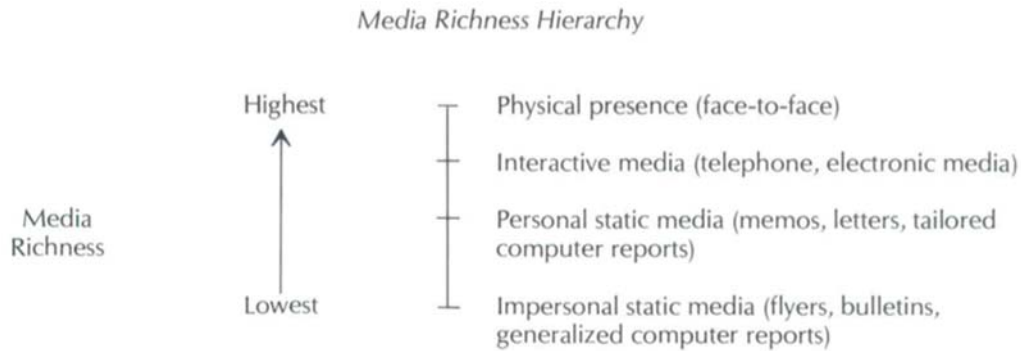 Media Richness Hierarchy
Highest
Physical presence (face-to-face)
Interactive media (telephone, electronic media)
Media
Richness
Personal static media (memos, letters, tailored
computer reports)
Lowest
Impersonal static media (flyers, bulletins,
generalized computer reports)